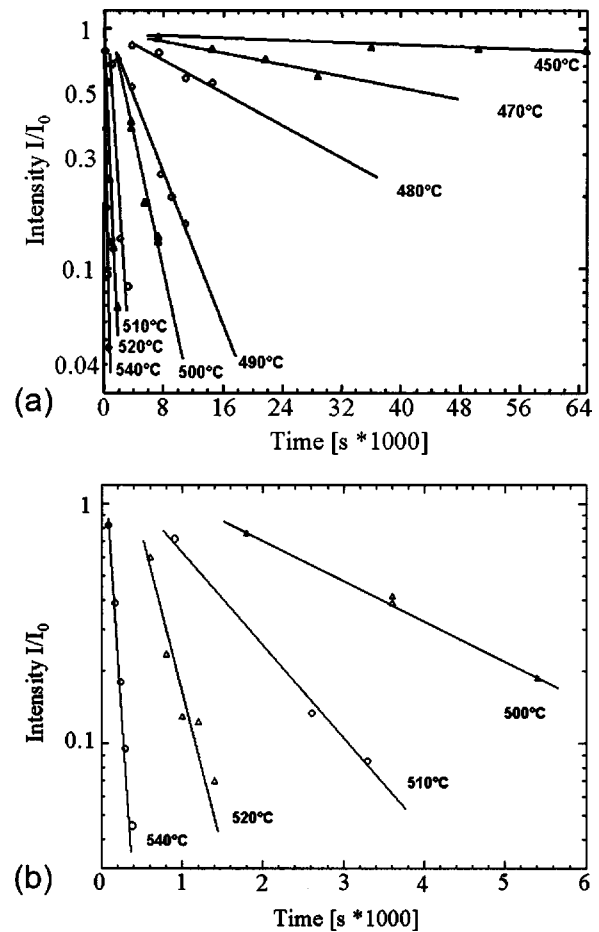 1
0.5
0.3
0.1
0.04
Intensity I/I₀
450°C
470°C
480°C
510°C
520°C
540°C
500°C
490°C
(a)
0 8 16 24 32 40 48 56 64
Time [s *1000]
1
0.1
Intensity I/I₀
500°C
510°C
520°C
540°C
(b)
0 1 2 3 4 5 6
Time [s *1000]